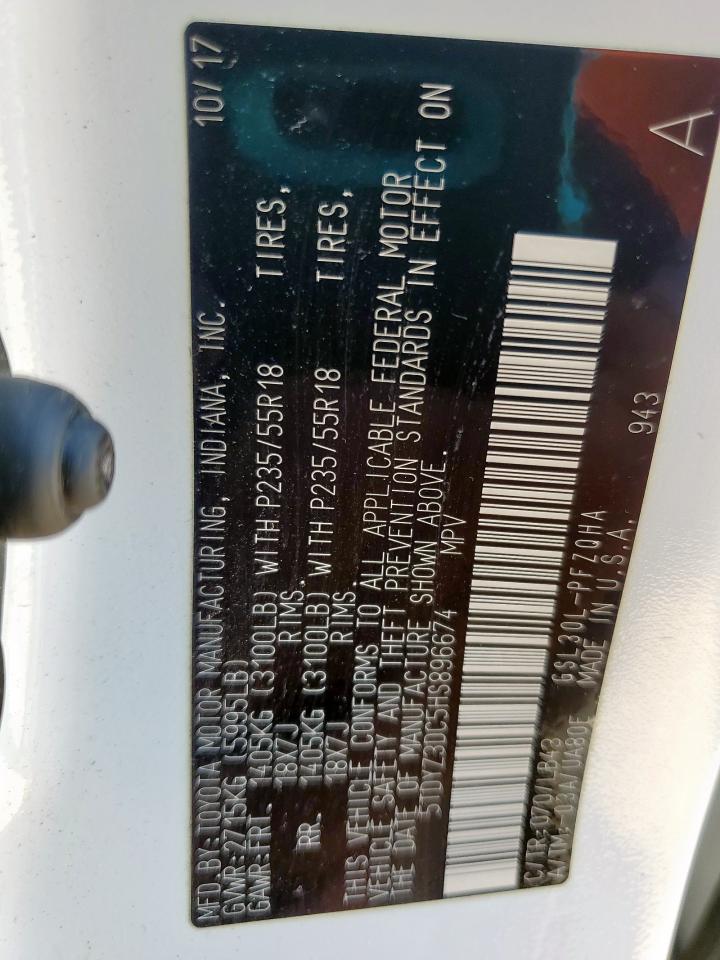 MFD. BY: TOYOTA MOTOR MANUFACTURING, INDIANA, INC. 10/17
GVWR: 2715KG (5995LB)
GAWR: FRT. 1405KG (3100LB) WITH P235/55R18 TIRES,
18X7J RIMS.
RR. 1405KG (3100LB) WITH P235/55R18 TIRES,
18X7J RIMS.
THIS VEHICLE CONFORMS TO ALL APPLICABLE FEDERAL MOTOR
VEHICLE SAFETY AND THEFT PREVENTION STANDARDS IN EFFECT ON
THE DATE OF MANUFACTURE SHOWN ABOVE.
5TDYZ3DC5HS896674 MPV
C/TR: 070/LB43 GSL30L-PFZQHA
A/TM: -03A/UA80E MADE IN U.S.A. 943
A